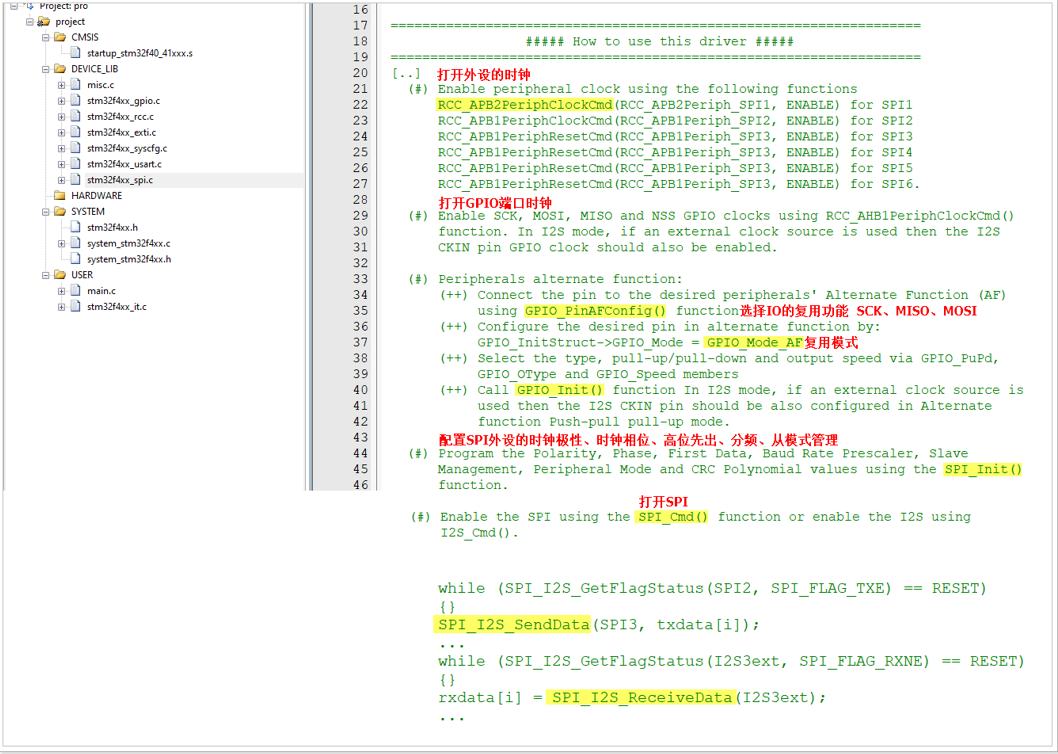 Project: pro
project
CMSIS
startup_stm32f40_41xxx.s
DEVICE_LIB
misc.c
stm32f4xx_gpio.c
stm32f4xx_rcc.c
stm32f4xx_exti.c
stm32f4xx_syscfg.c
stm32f4xx_usart.c
stm32f4xx_spi.c
HARDWARE
SYSTEM
stm32f4xx.h
system_stm32f4xx.c
system_stm32f4xx.h
USER
main.c
stm32f4xx_it.c
16
17 ===================================================================
18 ##### How to use this driver #####
19 ===================================================================
20 [..] 打开外设的时钟
21 (#) Enable peripheral clock using the following functions
22 RCC_APB2PeriphClockCmd(RCC_APB2Periph_SPI1, ENABLE) for SPI1
23 RCC_APB1PeriphClockCmd(RCC_APB1Periph_SPI2, ENABLE) for SPI2
24 RCC_APB1PeriphResetCmd(RCC_APB1Periph_SPI3, ENABLE) for SPI3
25 RCC_APB1PeriphResetCmd(RCC_APB1Periph_SPI3, ENABLE) for SPI4
26 RCC_APB1PeriphResetCmd(RCC_APB1Periph_SPI3, ENABLE) for SPI5
27 RCC_APB1PeriphResetCmd(RCC_APB1Periph_SPI3, ENABLE) for SPI6.
28 打开GPIO端口时钟
29 (#) Enable SCK, MOSI, MISO and NSS GPIO clocks using RCC_AHB1PeriphClockCmd()
30 function. In I2S mode, if an external clock source is used then the I2S
31 CKIN pin GPIO clock should also be enabled.
32
33 (#) Peripherals alternate function:
34 (++) Connect the pin to the desired peripherals' Alternate Function (AF)
35 using GPIO_PinAFConfig() function选择IO的复用功能 SCK、MISO、MOSI
36 (++) Configure the desired pin in alternate function by:
37 GPIO_InitStruct->GPIO_Mode = GPIO_Mode_AF复用模式
38 (++) Select the type, pull-up/pull-down and output speed via GPIO_PuPd,
39 GPIO_OType and GPIO_Speed members
40 (++) Call GPIO_Init() function In I2S mode, if an external clock source is
41 used then the I2S CKIN pin should be also configured in Alternate
42 function Push-pull pull-up mode.
43 配置SPI外设的时钟极性、时钟相位、高位先出、分频、从模式管理
44 (#) Program the Polarity, Phase, First Data, Baud Rate Prescaler, Slave
45 Management, Peripheral Mode and CRC Polynomial values using the SPI_Init()
46 function.
打开SPI
(#) Enable the SPI using the SPI_Cmd() function or enable the I2S using
I2S_Cmd().
while (SPI_I2S_GetFlagStatus(SPI2, SPI_FLAG_TXE) == RESET)
{}
SPI_I2S_SendData(SPI3, txdata[i]);
...
while (SPI_I2S_GetFlagStatus(I2S3ext, SPI_FLAG_RXNE) == RESET)
{}
rxdata[i] = SPI_I2S_ReceiveData(I2S3ext);
...